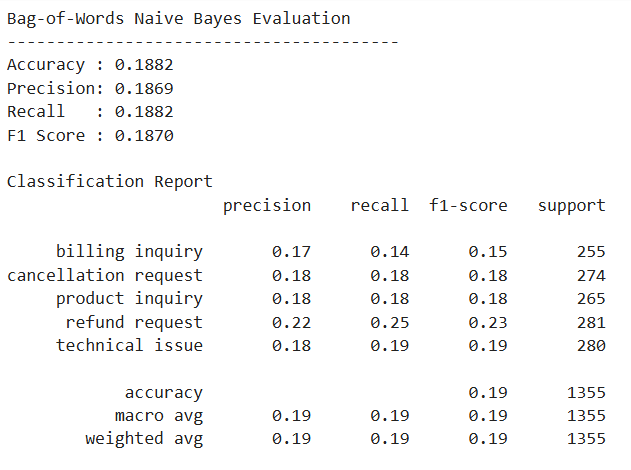 Bag-of-Words Naive Bayes Evaluation
----------------------------------------
Accuracy : 0.1882
Precision: 0.1869
Recall   : 0.1882
F1 Score : 0.1870

Classification Report
                      precision    recall  f1-score   support

     billing inquiry       0.17      0.14      0.15       255
cancellation request       0.18      0.18      0.18       274
     product inquiry       0.18      0.18      0.18       265
      refund request       0.22      0.25      0.23       281
     technical issue       0.18      0.19      0.19       280

            accuracy                           0.19      1355
           macro avg       0.19      0.19      0.19      1355
        weighted avg       0.19      0.19      0.19      1355